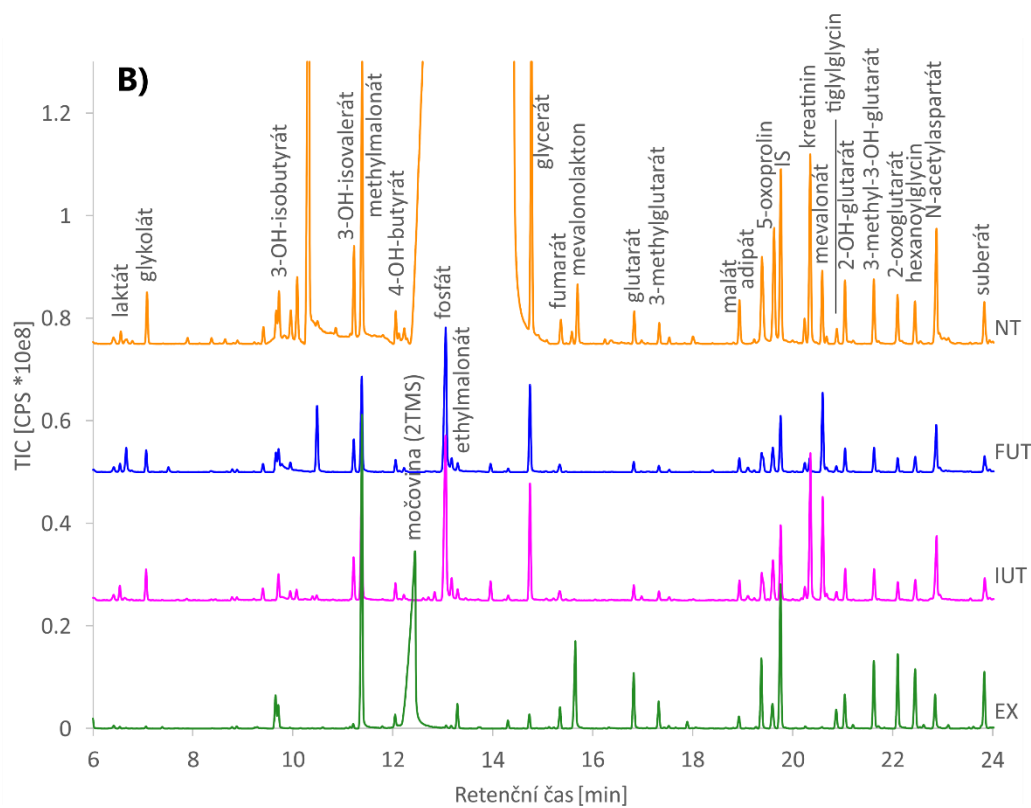 B)
TIC [CPS *10e8]
1.2
1
0.8
0.6
0.4
0.2
0
laktát
glykolát
3-OH-isobutyrát
3-OH-isovalerát
methylmalonát
4-OH-butyrát
fosfát
ethylmalonát
močovina (2TMS)
glycerát
fumarát
mevalonolakton
glutarát
3-methylglutarát
malát
adipát
5-oxoprolin
IS
kreatinin
mevalonát
tiglylglycin
2-OH-glutarát
3-methyl-3-OH-glutarát
2-oxoglutarát
hexanoylglycin
N-acetylaspartát
suberát
NT
FUT
IUT
EX
6 8 10 12 14 16 18 20 22 24
Retenční čas [min]